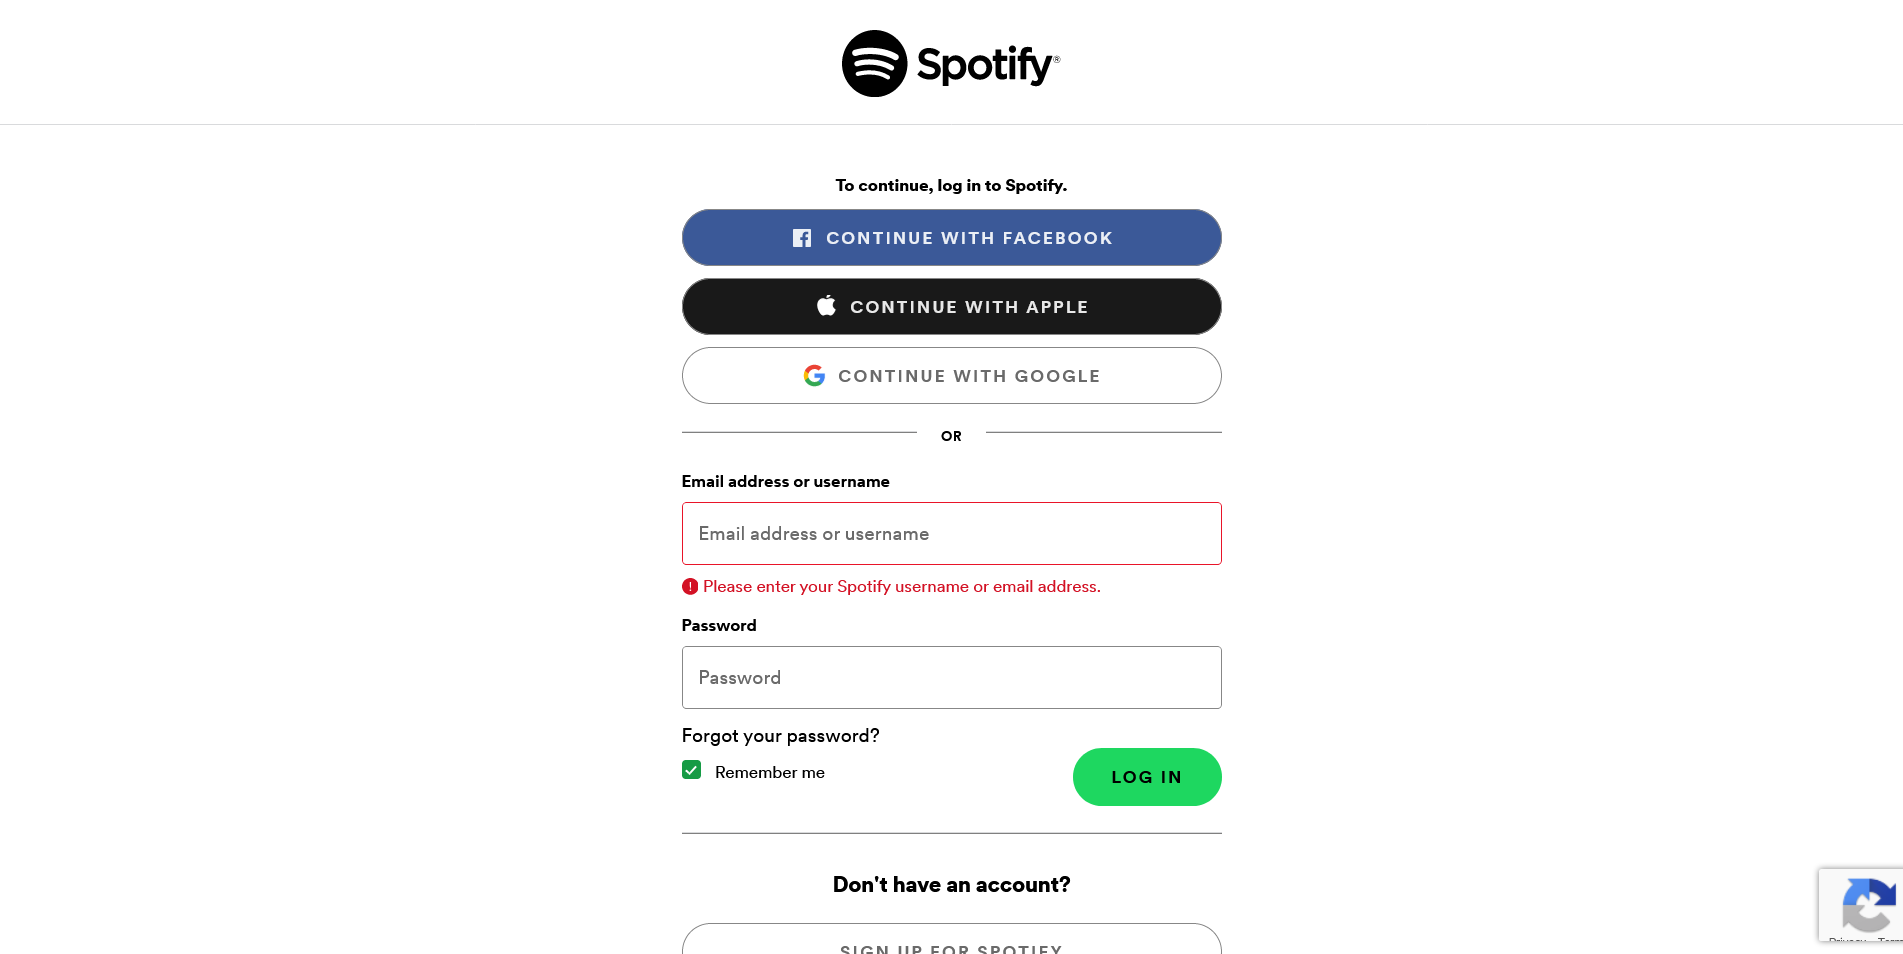 Spotify®
To continue, log in to Spotify.
CONTINUE WITH FACEBOOK
CONTINUE WITH APPLE
CONTINUE WITH GOOGLE
OR
Email address or username
Email address or username
Please enter your Spotify username or email address.
Password
Password
Forgot your password?
Remember me
LOG IN
Don't have an account?
SIGN UP FOR SPOTIFY
Privacy